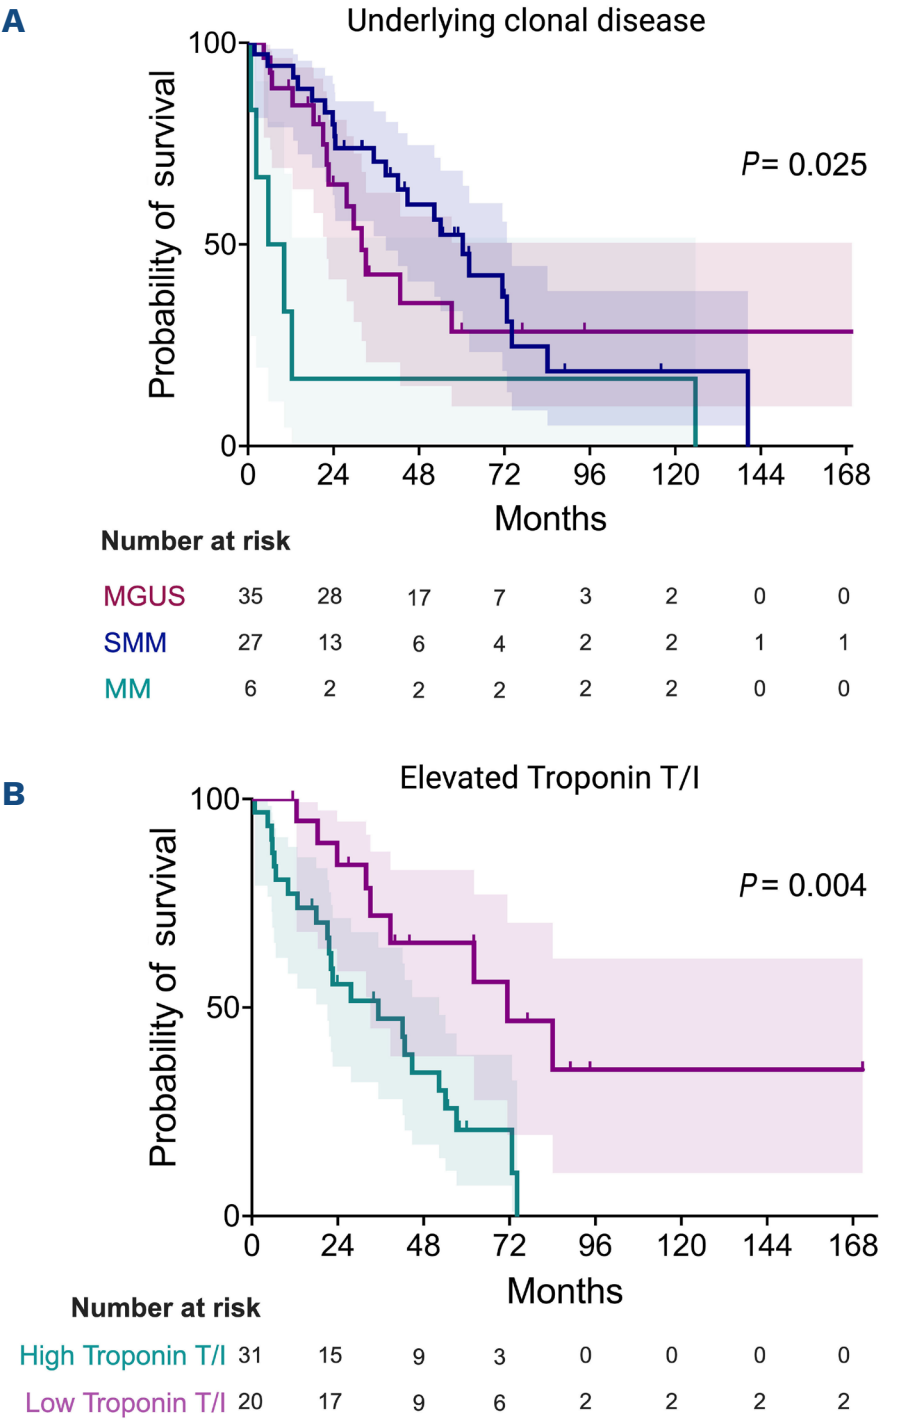 A
Underlying clonal disease
Probability of survival
100
50
0
P= 0.025
0 24 48 72 96 120 144 168
Months
Number at risk
MGUS 35 28 17 7 3 2 0 0
SMM 27 13 6 4 2 2 1 1
MM 6 2 2 2 2 2 0 0
B
Elevated Troponin T/I
Probability of survival
100
50
0
P= 0.004
0 24 48 72 96 120 144 168
Months
Number at risk
High Troponin T/I 31 15 9 3 0 0 0 0
Low Troponin T/I 20 17 9 6 2 2 2 2